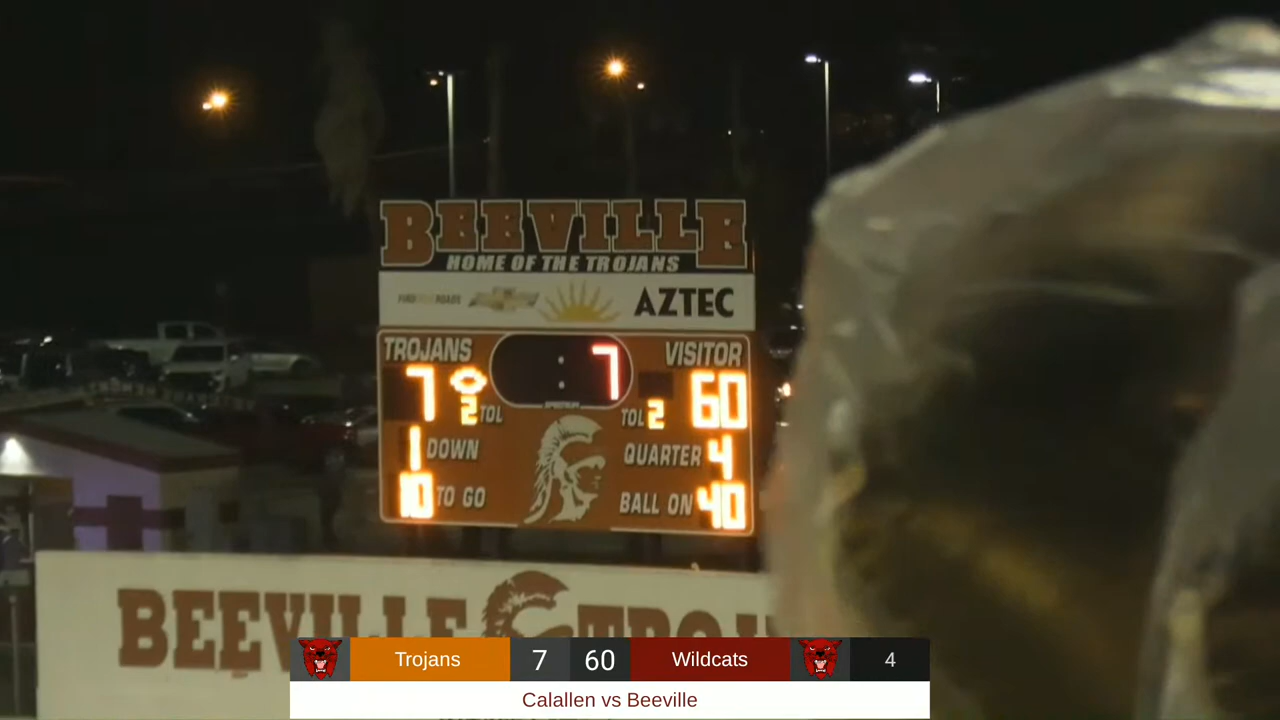 BEEVILLE
HOME OF THE TROJANS
AZTEC
TROJANS : 7 VISITOR
7 60
2 TOL TOL 2
1 DOWN QUARTER 4
10 TO GO BALL ON 40
BEEVILLE
Trojans 7 60 Wildcats 4
Calallen vs Beeville